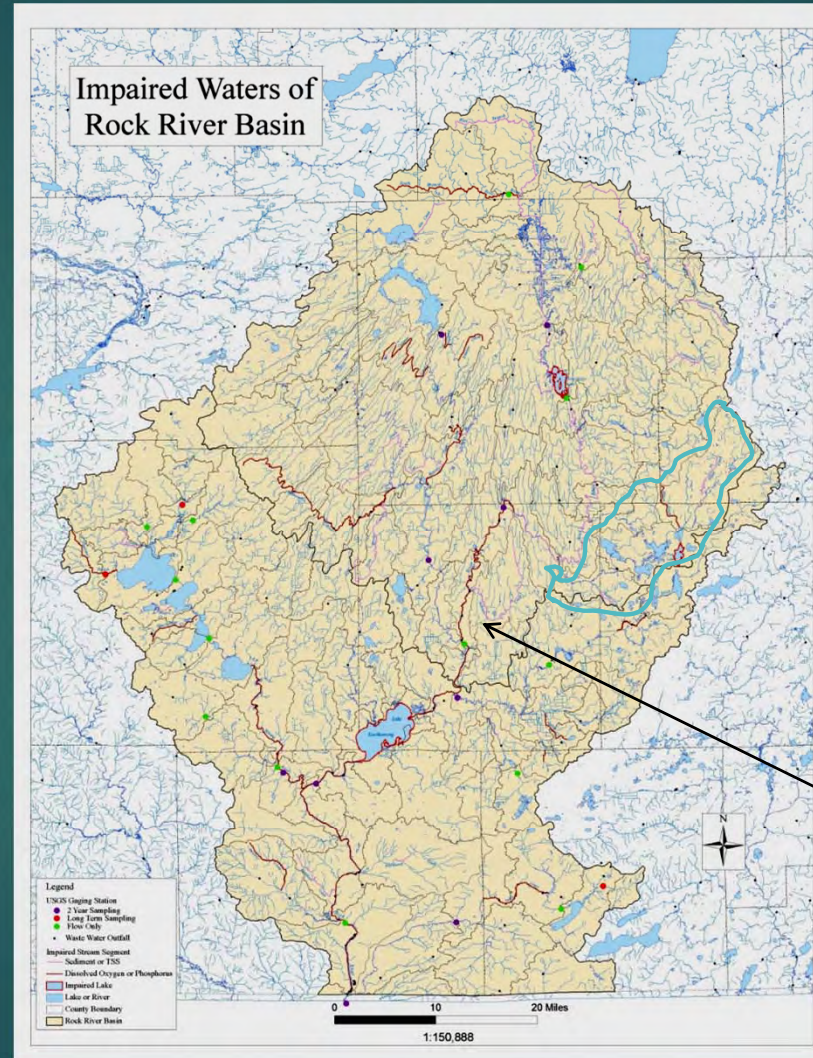 Impaired Waters of
Rock River Basin
Lake
N
Legend
USGS Gaging Station
2 Year Sampling
Long Term Sampling
Flow Only
Waste Water Outfall
Impaired Stream Segment
Sediment or TSS
Dissolved Oxygen or Phosphorus
Impaired Lake
Lake or River
County Boundary
Rock River Basin
0 10 20 Miles
1:150,888